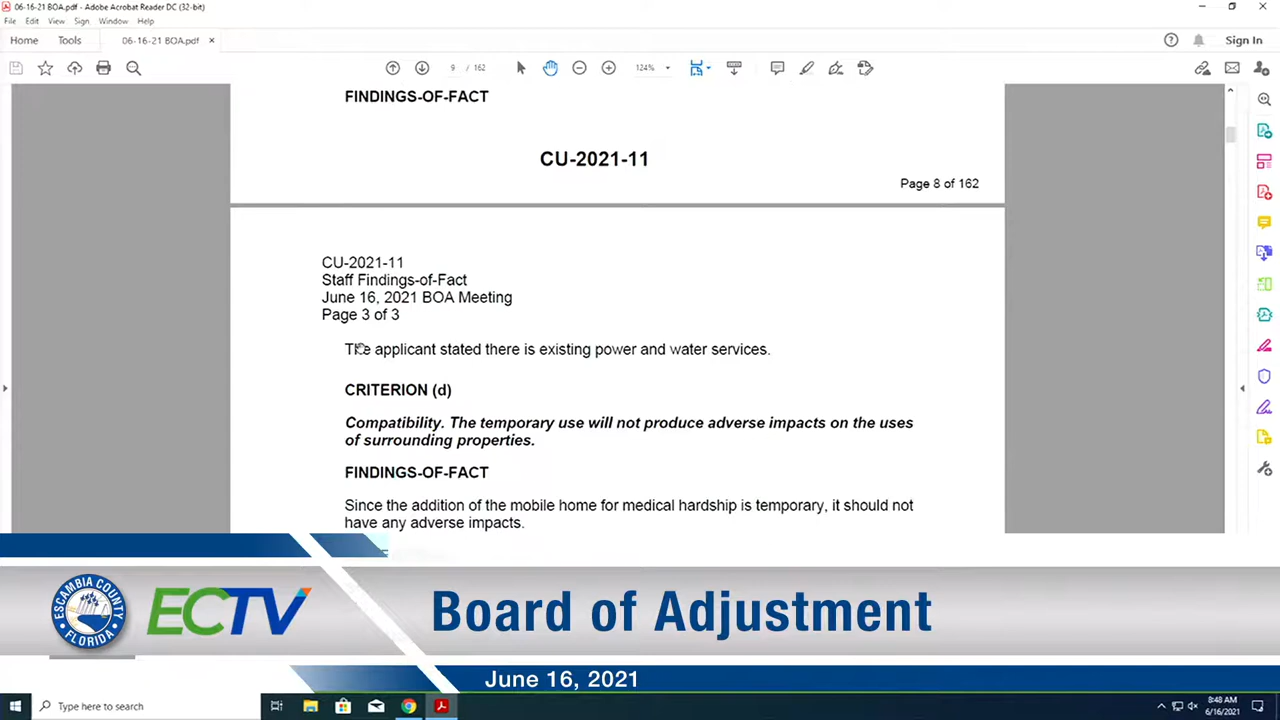 06-16-21 BOA.pdf - Adobe Acrobat Reader DC (32-bit)
File Edit View Sign Window Help
Home Tools 06-16-21 BOA.pdf × Sign In
9 / 162 124%
FINDINGS-OF-FACT
CU-2021-11
Page 8 of 162
CU-2021-11
Staff Findings-of-Fact
June 16, 2021 BOA Meeting
Page 3 of 3
The applicant stated there is existing power and water services.
CRITERION (d)
Compatibility. The temporary use will not produce adverse impacts on the uses
of surrounding properties.
FINDINGS-OF-FACT
Since the addition of the mobile home for medical hardship is temporary, it should not
have any adverse impacts.
ESCAMBIA COUNTY
FLORIDA
ECTV
Board of Adjustment
June 16, 2021
Type here to search
8:48 AM
6/16/2021